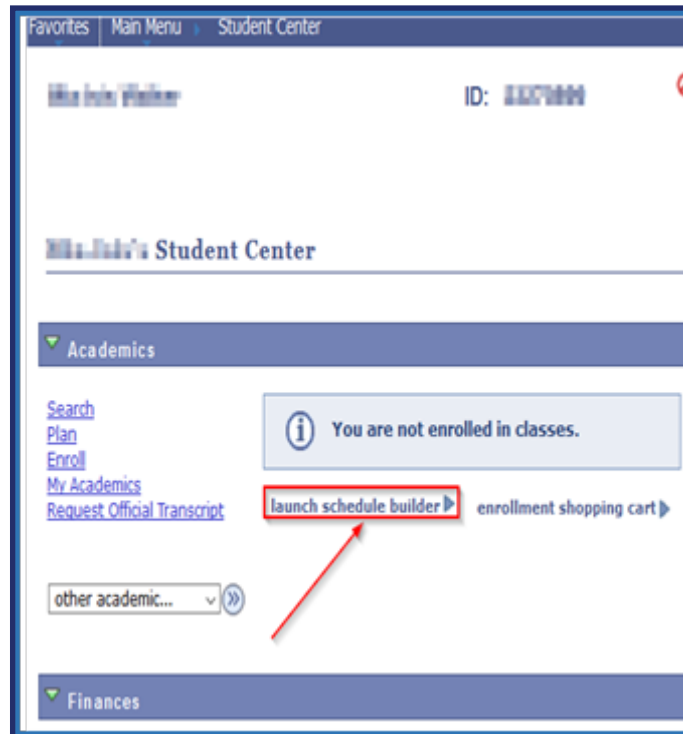 Favorites Main Menu Student Center
ID:
Student Center
Academics
Search
Plan
Enroll
My Academics
Request Official Transcript
You are not enrolled in classes.
launch schedule builder
enrollment shopping cart
other academic...
Finances